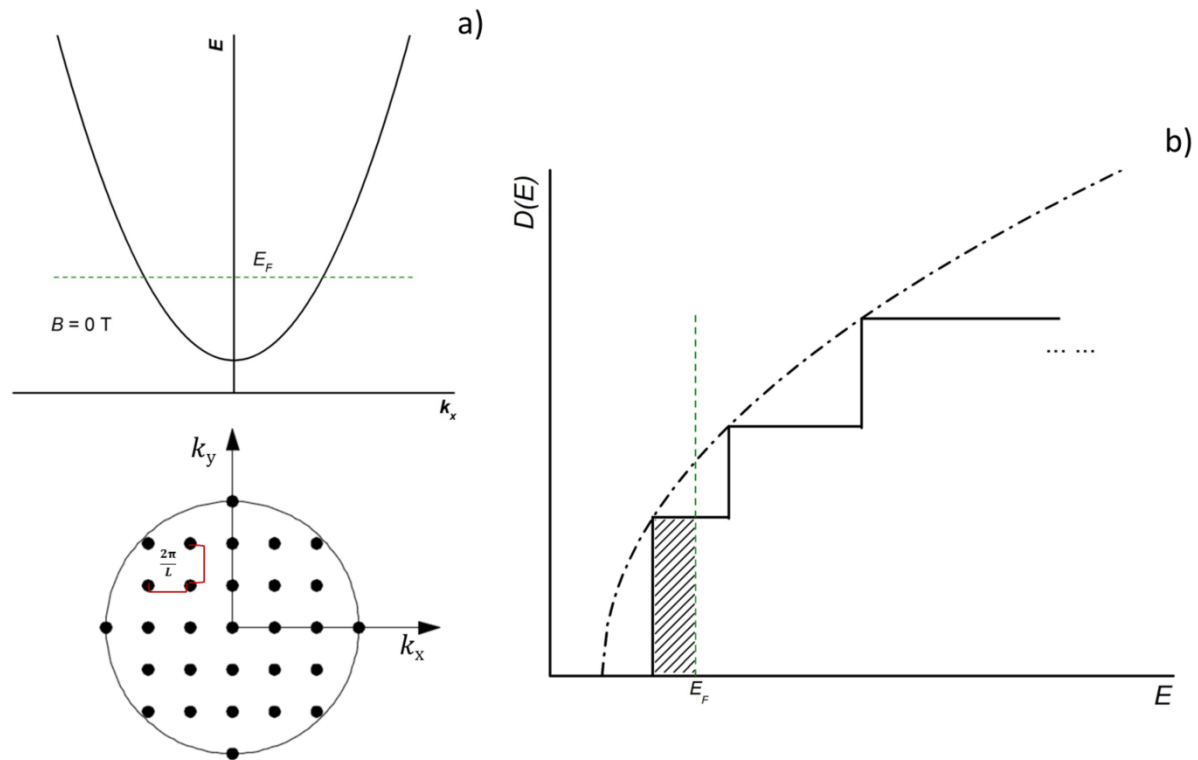 a)
E
E_F
B = 0 T
k_x
k_y
2π
L
k_x
b)
D(E)
... ...
E_F
E